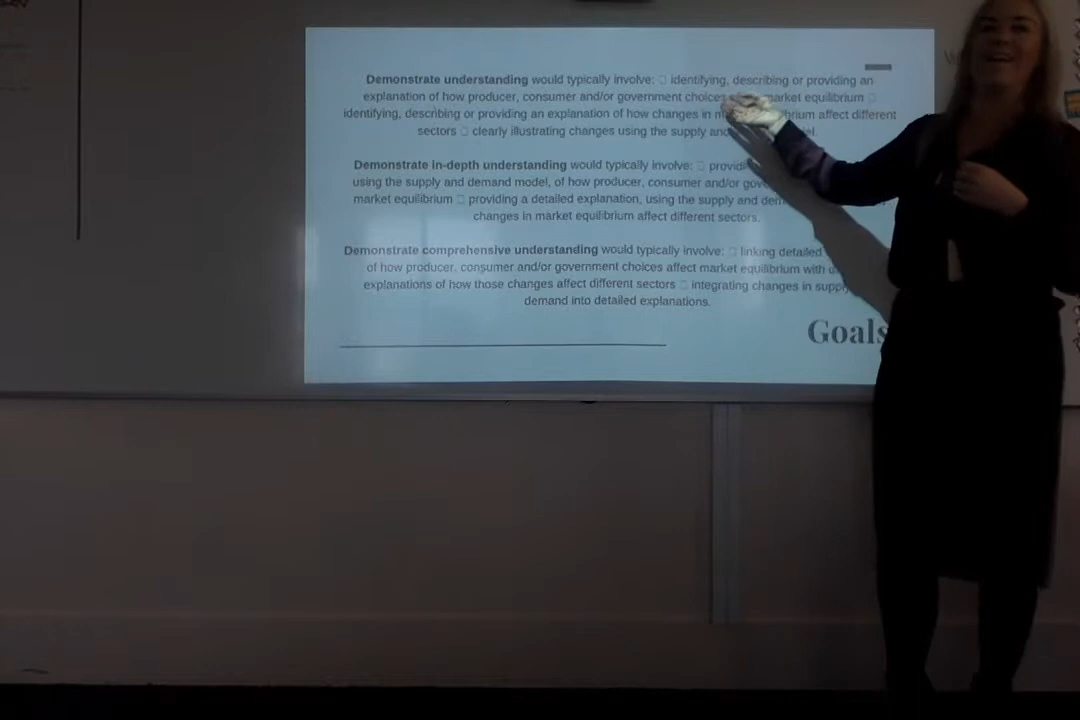 Demonstrate understanding would typically involve: □ identifying, describing or providing an
explanation of how producer, consumer and/or government choices market equilibrium □
identifying, describing or providing an explanation of how changes in affect different
sectors □ clearly illustrating changes using the supply and
Demonstrate in-depth understanding would typically involve: □
using the supply and demand model, of how producer, consumer and/or
market equilibrium □ providing a detailed explanation, using the supply and
changes in market equilibrium affect different sectors.
Demonstrate comprehensive understanding would typically involve: □ linking detailed
of how producer, consumer and/or government choices affect market equilibrium with
explanations of how those changes affect different sectors □ integrating changes in
demand into detailed explanations.
Goals